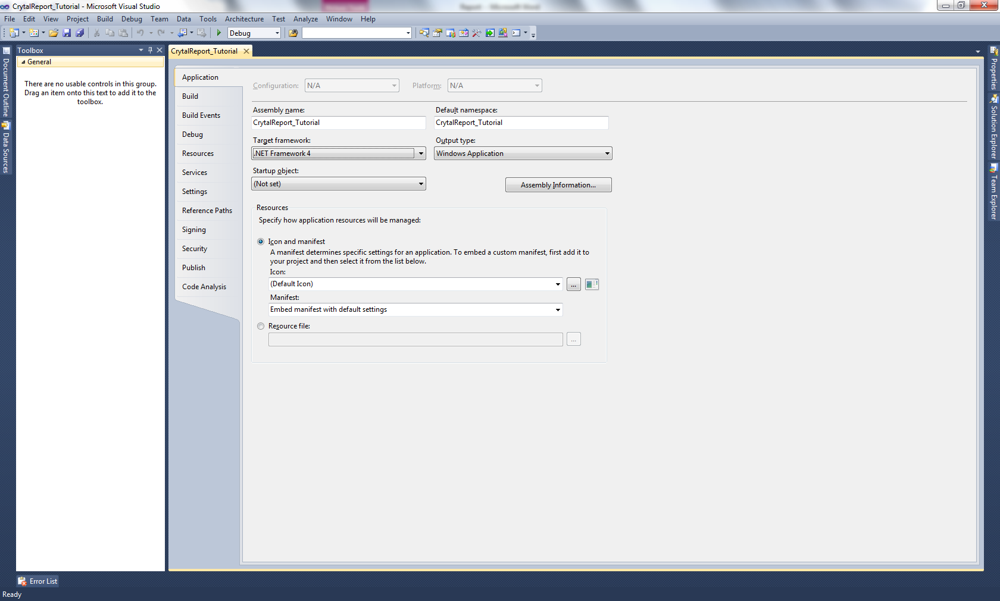 CrytalReport_Tutorial - Microsoft Visual Studio
File Edit View Project Build Debug Team Data Tools Architecture Test Analyze Window Help
Debug
Document Outline
Data Sources
Toolbox
General
There are no usable controls in this group.
Drag an item onto this text to add it to the
toolbox.
CrytalReport_Tutorial
Application
Build
Build Events
Debug
Resources
Services
Settings
Reference Paths
Signing
Security
Publish
Code Analysis
Configuration: N/A Platform: N/A
Assembly name: Default namespace:
CrytalReport_Tutorial CrytalReport_Tutorial
Target framework: Output type:
.NET Framework 4 Windows Application
Startup object:
(Not set) Assembly Information...
Resources
Specify how application resources will be managed:
Icon and manifest
A manifest determines specific settings for an application. To embed a custom manifest, first add it to
your project and then select it from the list below.
Icon:
(Default Icon) ...
Manifest:
Embed manifest with default settings
Resource file:
...
Properties
Solution Explorer
Team Explorer
Error List
Ready